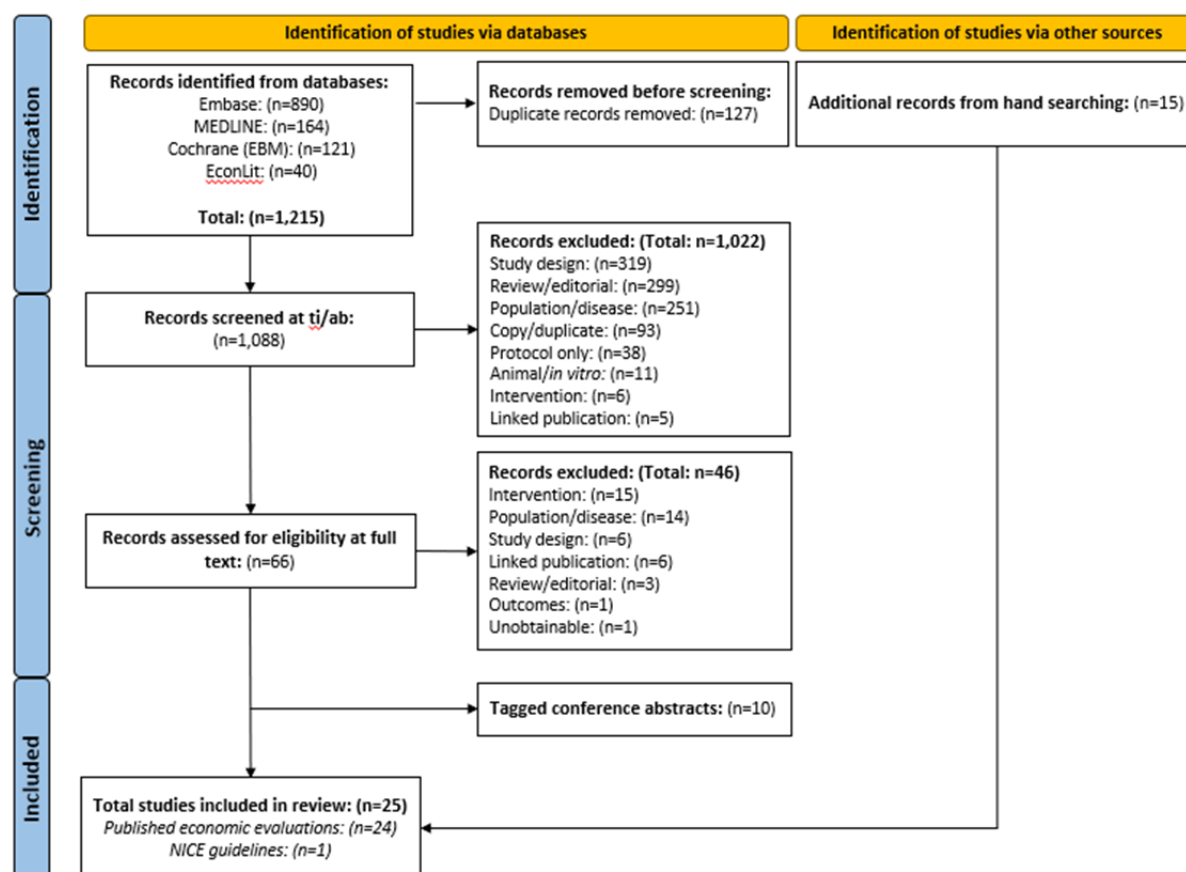 Identification of studies via databases
Identification of studies via other sources
Identification
Records identified from databases:
Embase: (n=890)
MEDLINE: (n=164)
Cochrane (EBM): (n=121)
EconLit: (n=40)
Total: (n=1,215)
Records removed before screening:
Duplicate records removed: (n=127)
Additional records from hand searching: (n=15)
Screening
Records screened at ti/ab:
(n=1,088)
Records excluded: (Total: n=1,022)
Study design: (n=319)
Review/editorial: (n=299)
Population/disease: (n=251)
Copy/duplicate: (n=93)
Protocol only: (n=38)
Animal/in vitro: (n=11)
Intervention: (n=6)
Linked publication: (n=5)
Records assessed for eligibility at full
text: (n=66)
Records excluded: (Total: n=46)
Intervention: (n=15)
Population/disease: (n=14)
Study design: (n=6)
Linked publication: (n=6)
Review/editorial: (n=3)
Outcomes: (n=1)
Unobtainable: (n=1)
Included
Tagged conference abstracts: (n=10)
Total studies included in review: (n=25)
Published economic evaluations: (n=24)
NICE guidelines: (n=1)